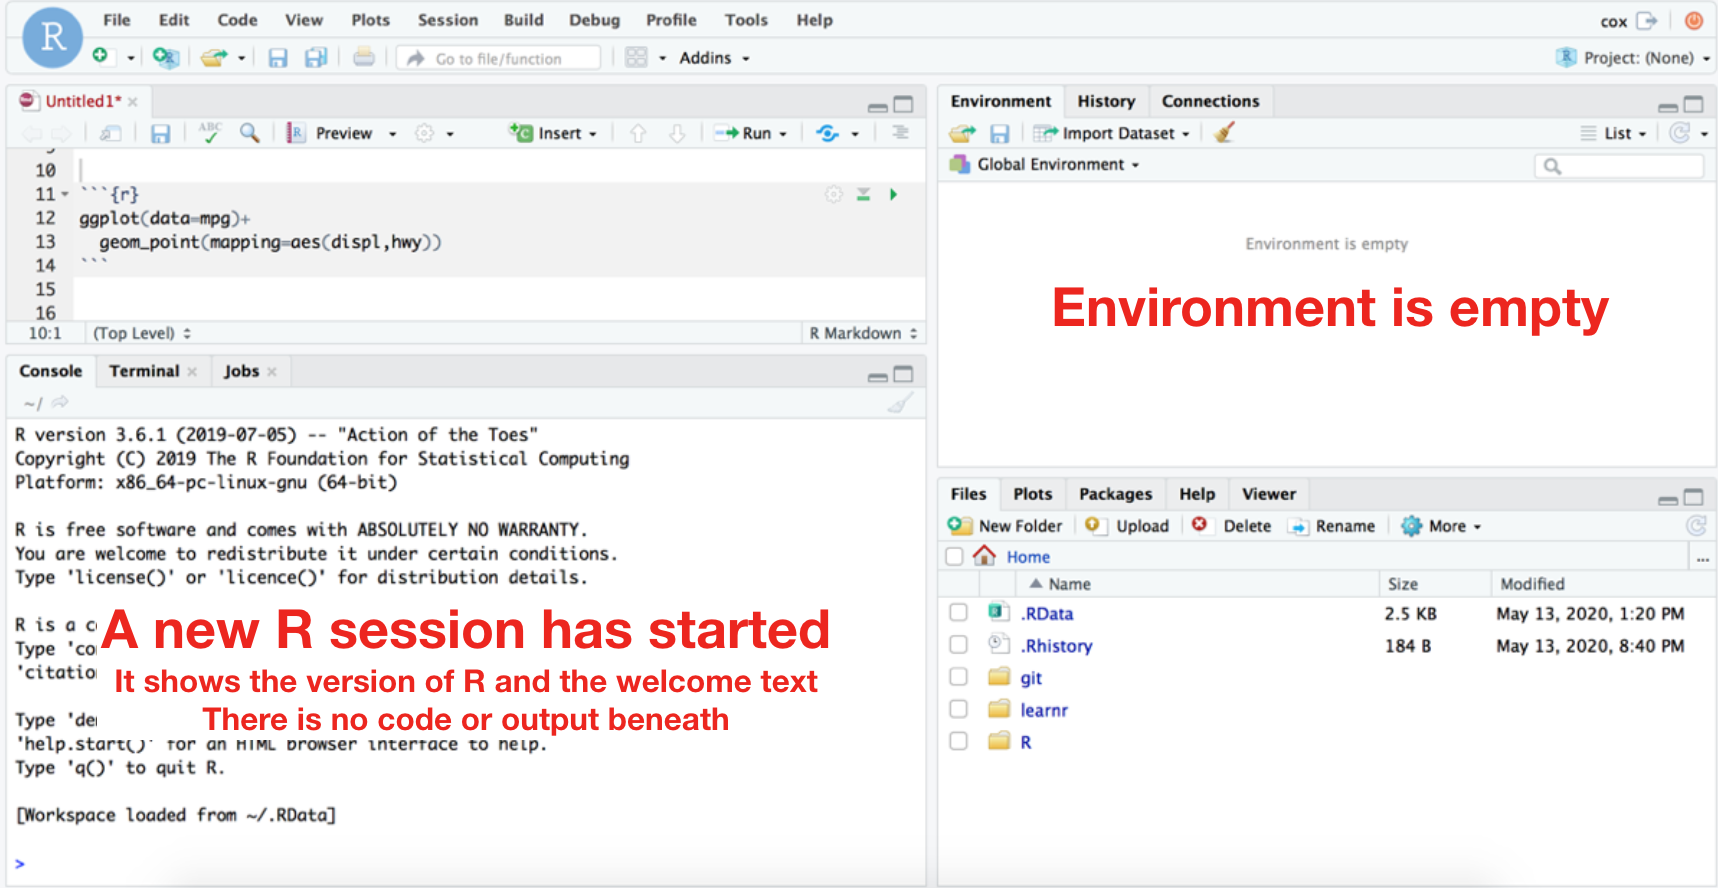 R
File Edit Code View Plots Session Build Debug Profile Tools Help
cox
Go to file/function
Addins
Project: (None)
Untitled1*
ABC
Preview
Insert
Run
10
11 ```{r}
12 ggplot(data=mpg)+
13 geom_point(mapping=aes(displ,hwy))
14 ```
15
16
10:1 (Top Level)
R Markdown
Console Terminal Jobs
~/
R version 3.6.1 (2019-07-05) -- "Action of the Toes"
Copyright (C) 2019 The R Foundation for Statistical Computing
Platform: x86_64-pc-linux-gnu (64-bit)
R is free software and comes with ABSOLUTELY NO WARRANTY.
You are welcome to redistribute it under certain conditions.
Type 'license()' or 'licence()' for distribution details.
R is a
A new R session has started
Type
It shows the version of R and the welcome text
There is no code or output beneath
Type
'help.start()' for an HTML browser interface to help.
Type 'q()' to quit R.
[Workspace loaded from ~/.RData]
>
Environment History Connections
Import Dataset
List
Global Environment
Environment is empty
Environment is empty
Files Plots Packages Help Viewer
New Folder Upload Delete Rename More
Home
...
Name Size Modified
.RData 2.5 KB May 13, 2020, 1:20 PM
.Rhistory 184 B May 13, 2020, 8:40 PM
git
learnr
R